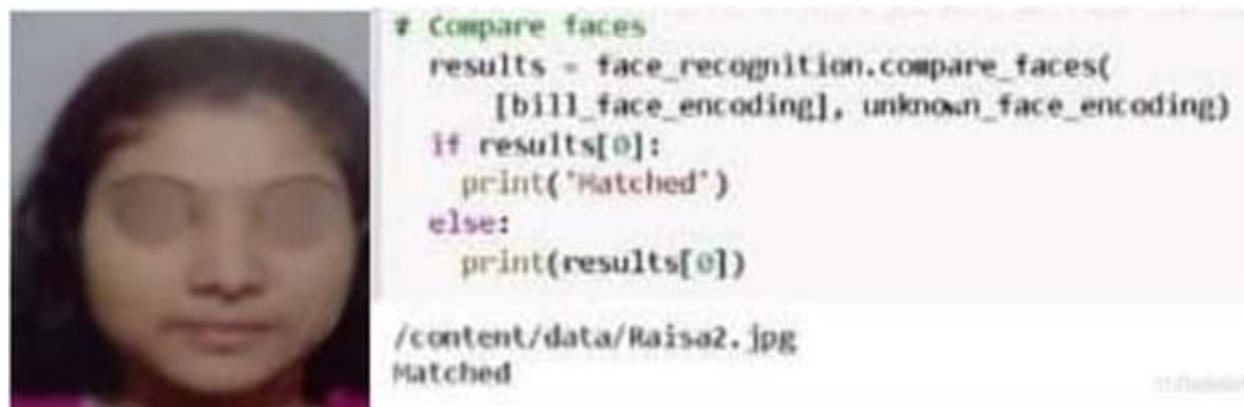 # Compare faces
results = face_recognition.compare_faces(
[bill_face_encoding], unknown_face_encoding)
if results[0]:
print('Matched')
else:
print(results[0])
/content/data/Raisa2.jpg
Matched